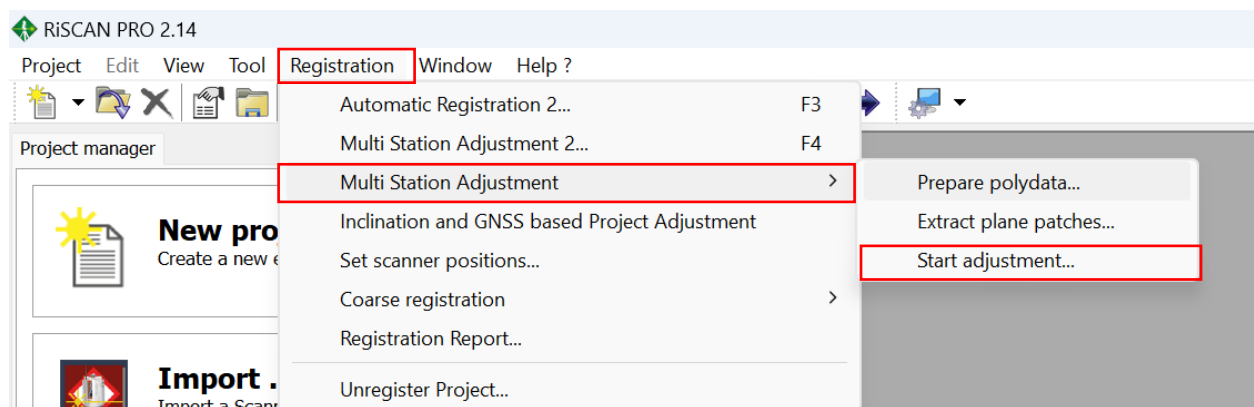 RiSCAN PRO 2.14
Project Edit View Tool Registration Window Help ?
Project manager
New pro
Create a new e
Import .
Import a Scan
Automatic Registration 2... F3
Multi Station Adjustment 2... F4
Multi Station Adjustment >
Inclination and GNSS based Project Adjustment
Set scanner positions...
Coarse registration >
Registration Report...
Unregister Project...
Prepare polydata...
Extract plane patches...
Start adjustment...